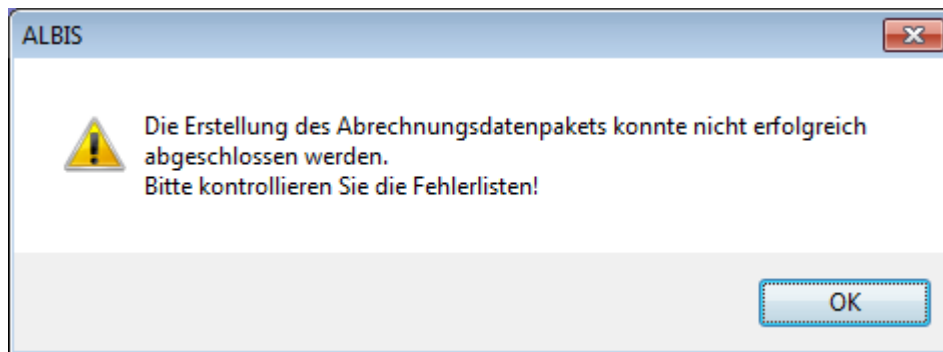 ALBIS
Die Erstellung des Abrechnungsdatenpakets konnte nicht erfolgreich
abgeschlossen werden.
Bitte kontrollieren Sie die Fehlerlisten!
OK